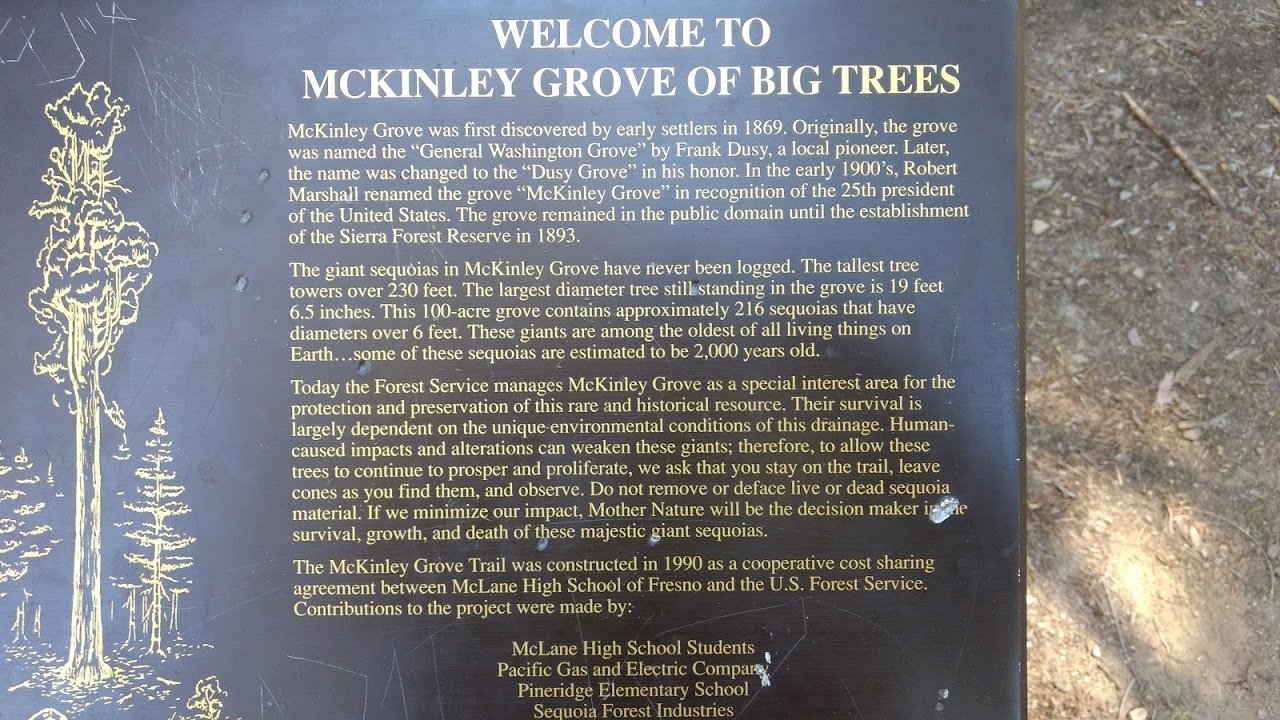 WELCOME TO
MCKINLEY GROVE OF BIG TREES
McKinley Grove was first discovered by early settlers in 1869. Originally, the grove
was named the “General Washington Grove” by Frank Dusy, a local pioneer. Later,
the name was changed to the “Dusy Grove” in his honor. In the early 1900’s, Robert
Marshall renamed the grove “McKinley Grove” in recognition of the 25th president
of the United States. The grove remained in the public domain until the establishment
of the Sierra Forest Reserve in 1893.
The giant sequoias in McKinley Grove have never been logged. The tallest tree
towers over 230 feet. The largest diameter tree still standing in the grove is 19 feet
6.5 inches. This 100-acre grove contains approximately 216 sequoias that have
diameters over 6 feet. These giants are among the oldest of all living things on
Earth…some of these sequoias are estimated to be 2,000 years old.
Today the Forest Service manages McKinley Grove as a special interest area for the
protection and preservation of this rare and historical resource. Their survival is
largely dependent on the unique environmental conditions of this drainage. Human-
caused impacts and alterations can weaken these giants; therefore, to allow these
trees to continue to prosper and proliferate, we ask that you stay on the trail, leave
cones as you find them, and observe. Do not remove or deface live or dead sequoia
material. If we minimize our impact, Mother Nature will be the decision maker in the
survival, growth, and death of these majestic giant sequoias.
The McKinley Grove Trail was constructed in 1990 as a cooperative cost sharing
agreement between McLane High School of Fresno and the U.S. Forest Service.
Contributions to the project were made by:
McLane High School Students
Pacific Gas and Electric Company
Pineridge Elementary School
Sequoia Forest Industries